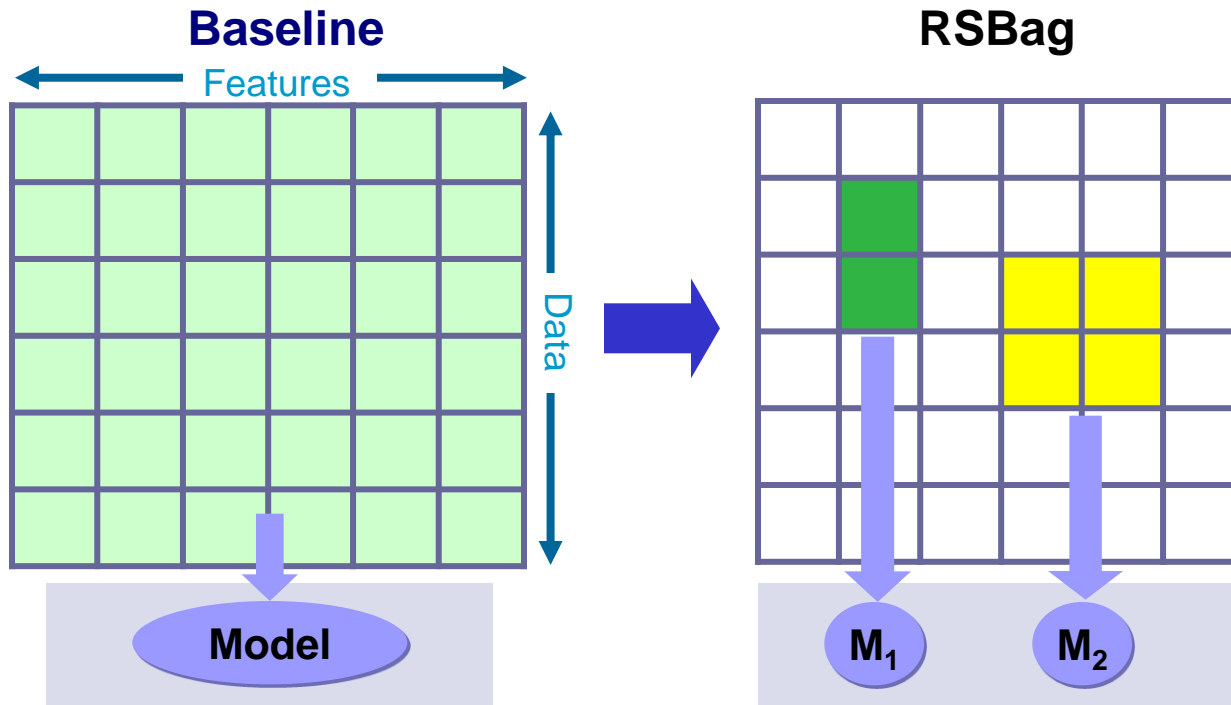 Baseline
RSBag
Features
Data
Model
M₁
M₂